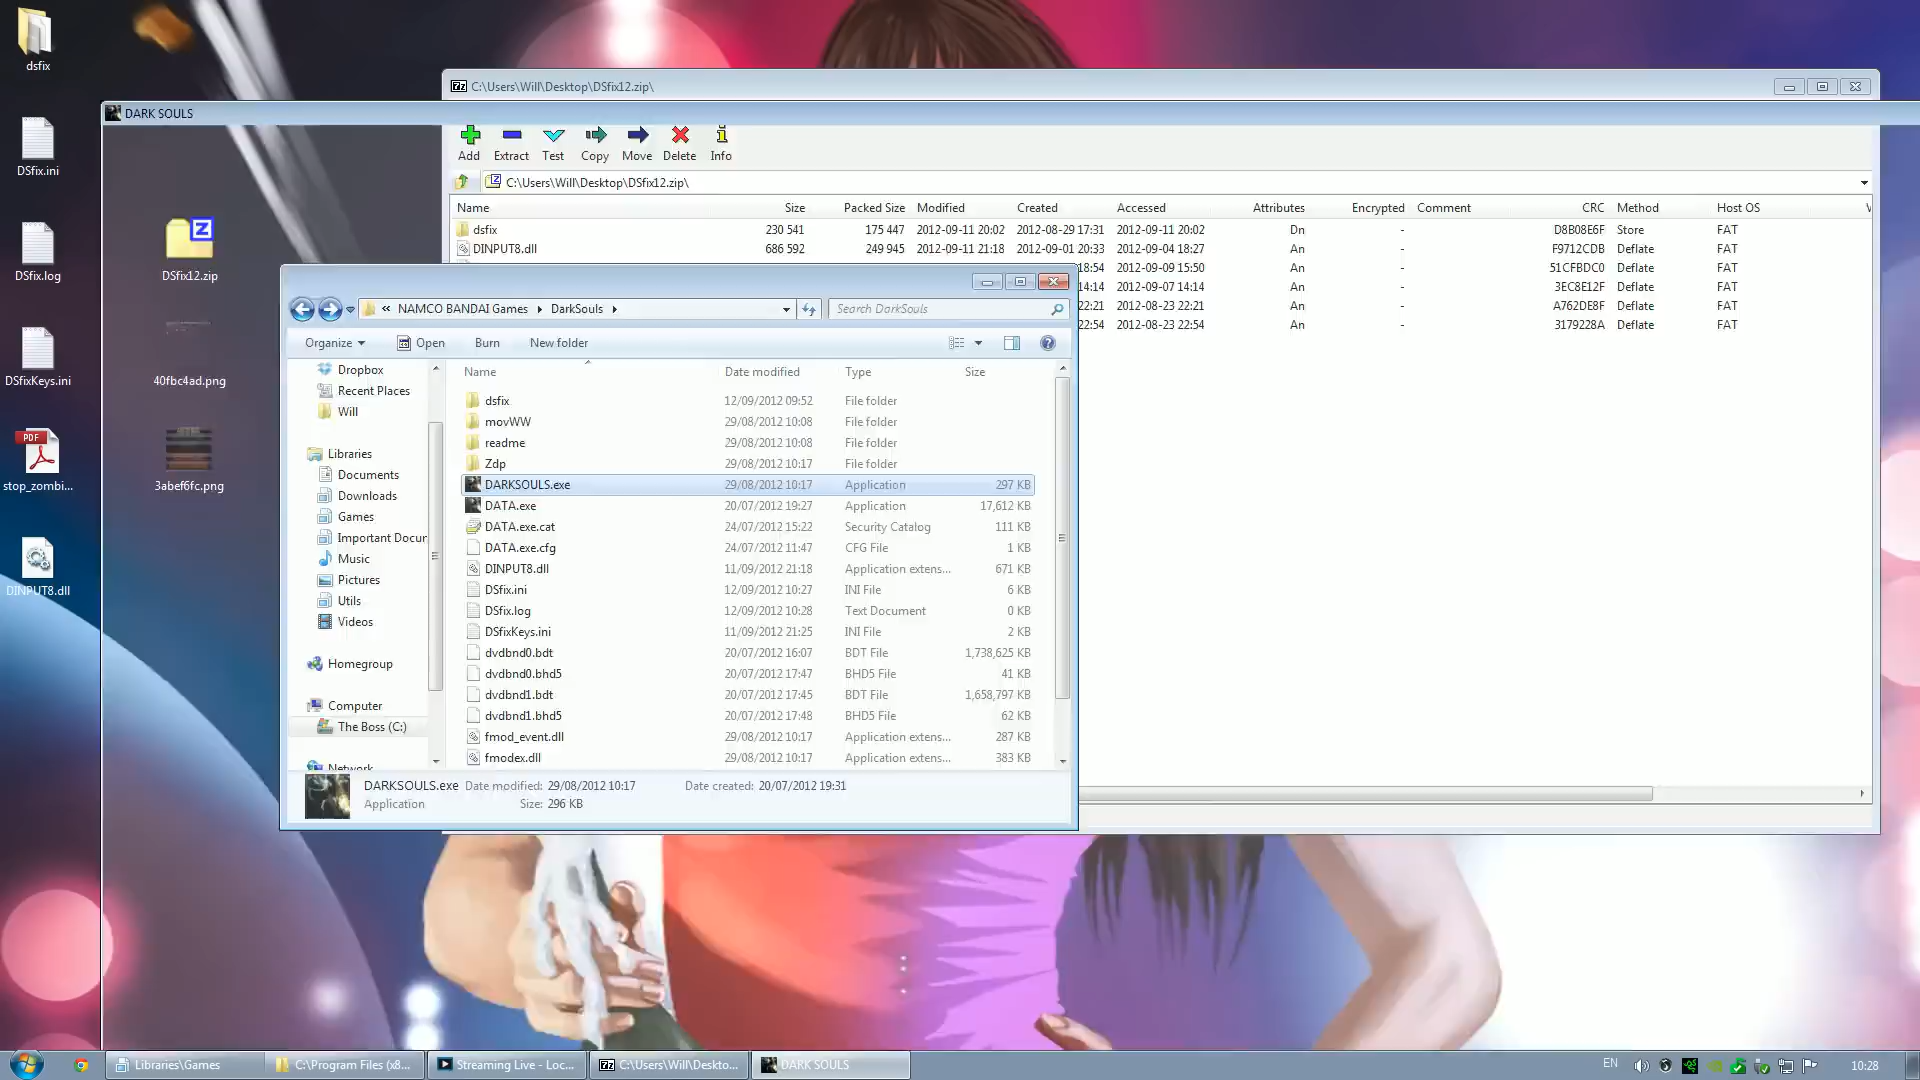 dsfix
DSfix.ini
DSfix.log
DSfixKeys.ini
PDF
stop_zombi...
DINPUT8.dll
DSfix12.zip
40fbc4ad.png
3abef6fc.png
C:\Users\Will\Desktop\DSfix12.zip\
DARK SOULS
Add Extract Test Copy Move Delete Info
C:\Users\Will\Desktop\DSfix12.zip\
Name Size Packed Size Modified Created Accessed Attributes Encrypted Comment CRC Method Host OS
dsfix 230 541 175 447 2012-09-11 20:02 2012-08-29 17:31 2012-09-11 20:02 Dn - D8B08E6F Store FAT
DINPUT8.dll 686 592 249 945 2012-09-11 21:18 2012-09-01 20:33 2012-09-04 18:27 An - F9712CDB Deflate FAT
18:54 2012-09-09 15:50 An - 51CFBDC0 Deflate FAT
14:14 2012-09-07 14:14 An - 3EC8E12F Deflate FAT
22:21 2012-08-23 22:21 An - A762DE8F Deflate FAT
22:54 2012-08-23 22:54 An - 3179228A Deflate FAT
« NAMCO BANDAI Games DarkSouls Search DarkSouls
Organize Open Burn New folder
Dropbox
Recent Places
Will
Libraries
Documents
Downloads
Games
Important Docur
Music
Pictures
Utils
Videos
Homegroup
Computer
The Boss (C:)
Network
Name Date modified Type Size
dsfix 12/09/2012 09:52 File folder
movWW 29/08/2012 10:08 File folder
readme 29/08/2012 10:08 File folder
Zdp 29/08/2012 10:17 File folder
DARKSOULS.exe 29/08/2012 10:17 Application 297 KB
DATA.exe 20/07/2012 19:27 Application 17,612 KB
DATA.exe.cat 24/07/2012 15:22 Security Catalog 111 KB
DATA.exe.cfg 24/07/2012 11:47 CFG File 1 KB
DINPUT8.dll 11/09/2012 21:18 Application extens... 671 KB
DSfix.ini 12/09/2012 10:27 INI File 6 KB
DSfix.log 12/09/2012 10:28 Text Document 0 KB
DSfixKeys.ini 11/09/2012 21:25 INI File 2 KB
dvdbnd0.bdt 20/07/2012 16:07 BDT File 1,738,625 KB
dvdbnd0.bhd5 20/07/2012 17:47 BHD5 File 41 KB
dvdbnd1.bdt 20/07/2012 17:45 BDT File 1,658,797 KB
dvdbnd1.bhd5 20/07/2012 17:48 BHD5 File 62 KB
fmod_event.dll 29/08/2012 10:17 Application extens... 287 KB
fmodex.dll 29/08/2012 10:17 Application extens... 383 KB
DARKSOULS.exe Date modified: 29/08/2012 10:17 Date created: 20/07/2012 19:31
Application Size: 296 KB
Libraries\Games C:\Program Files (x8... Streaming Live - Loc... C:\Users\Will\Deskto... DARK SOULS EN 10:28